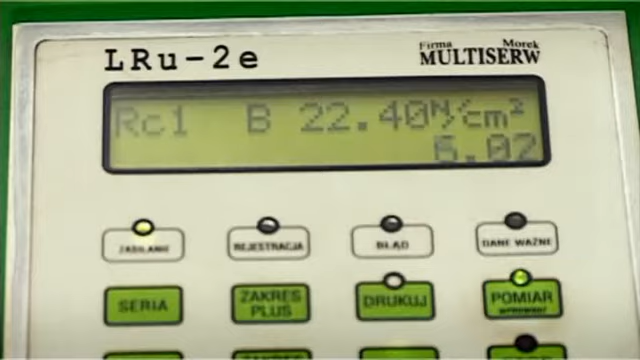 LRu-2e
Firma Morek
MULTISERW
Rc1 B 22.40N/cm²
6.02
ZASILANIE REJESTRACJA BŁĄD DANE WAŻNE
SERIA ZAKRES PLUS DRUKUJ POMIAR